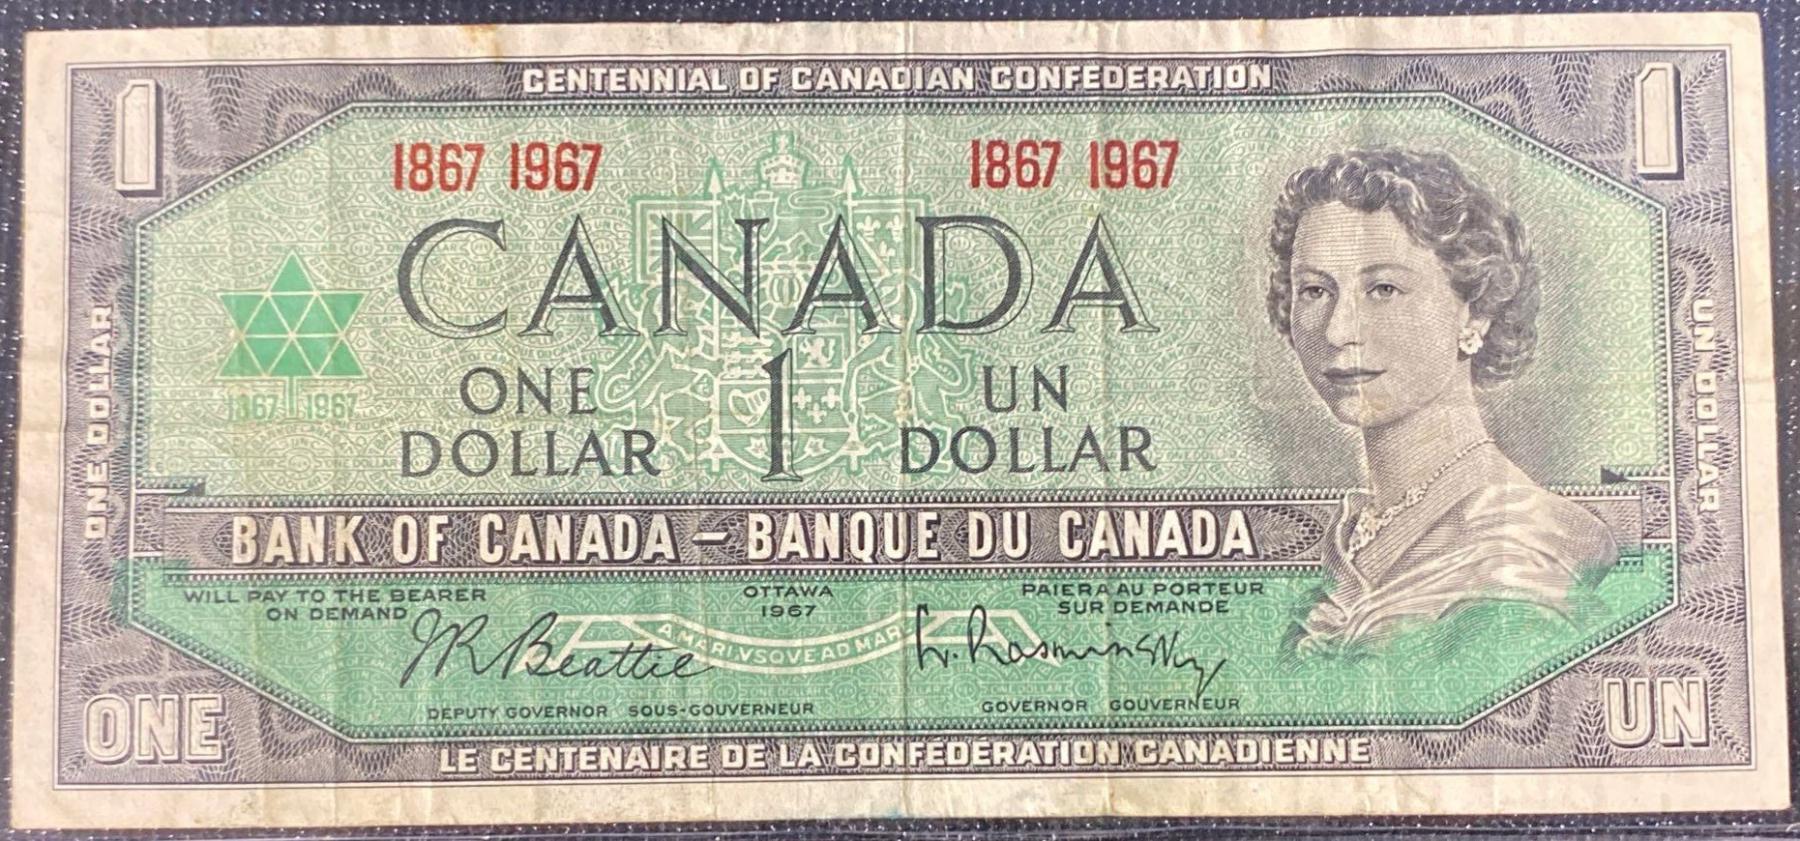 CENTENNIAL OF CANADIAN CONFEDERATION
1
1
1867 1967
1867 1967
CANADA
ONE DOLLAR
1
UN DOLLAR
1867 1967
ONE DOLLAR
UN DOLLAR
BANK OF CANADA – BANQUE DU CANADA
WILL PAY TO THE BEARER
ON DEMAND
OTTAWA
1967
PAIERA AU PORTEUR
SUR DEMANDE
J.R. Beattie
A MARI VSQVE AD MARE
L. Rasminsky
DEPUTY GOVERNOR SOUS-GOUVERNEUR
GOVERNOR GOUVERNEUR
ONE
UN
LE CENTENAIRE DE LA CONFÉDÉRATION CANADIENNE